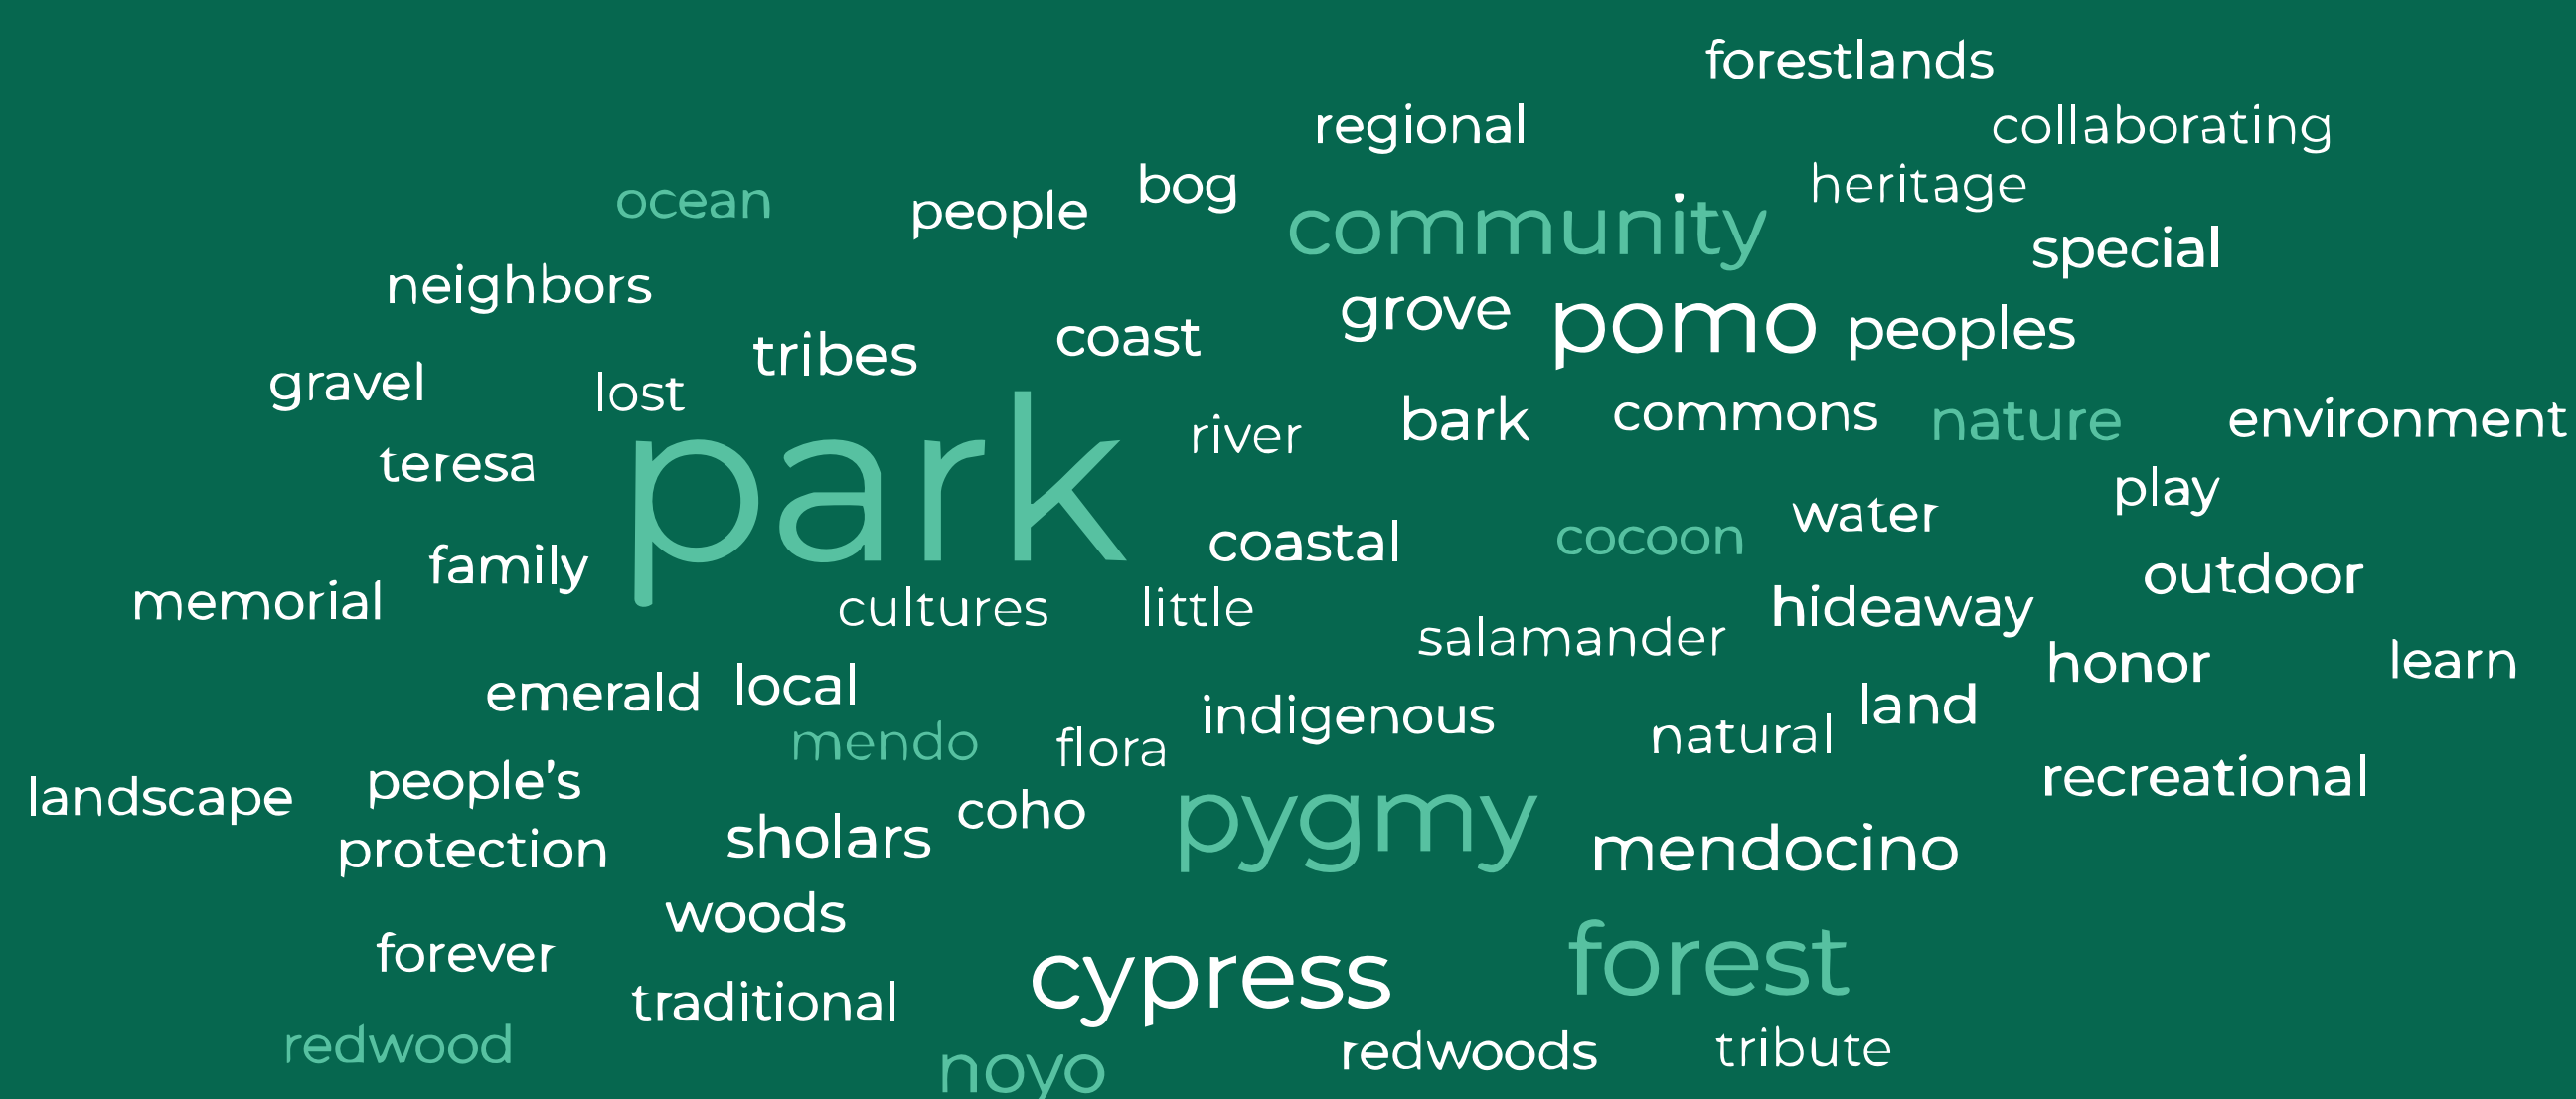 forestlands
regional
collaborating
ocean
people
bog
community
heritage
special
neighbors
grove
pomo
peoples
tribes
coast
gravel
lost
park
river
bark
commons
nature
environment
teresa
play
water
coastal
cocoon
family
outdoor
memorial
cultures
little
salamander
hideaway
honor
learn
emerald
local
indigenous
land
mendo
flora
natural
landscape
people's
recreational
coho
pygmy
protection
sholars
mendocino
woods
forever
forest
cypress
traditional
redwood
noyo
redwoods
tribute